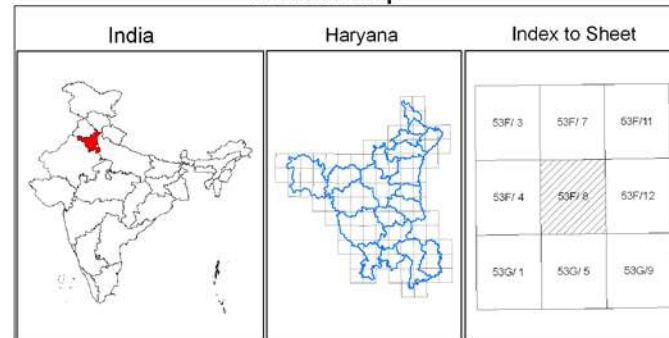 India
Haryana
Index to Sheet
53F/ 3
53F/ 7
53F/11
53F/ 4
53F/ 8
53F/12
53G/ 1
53G/ 5
53G/9